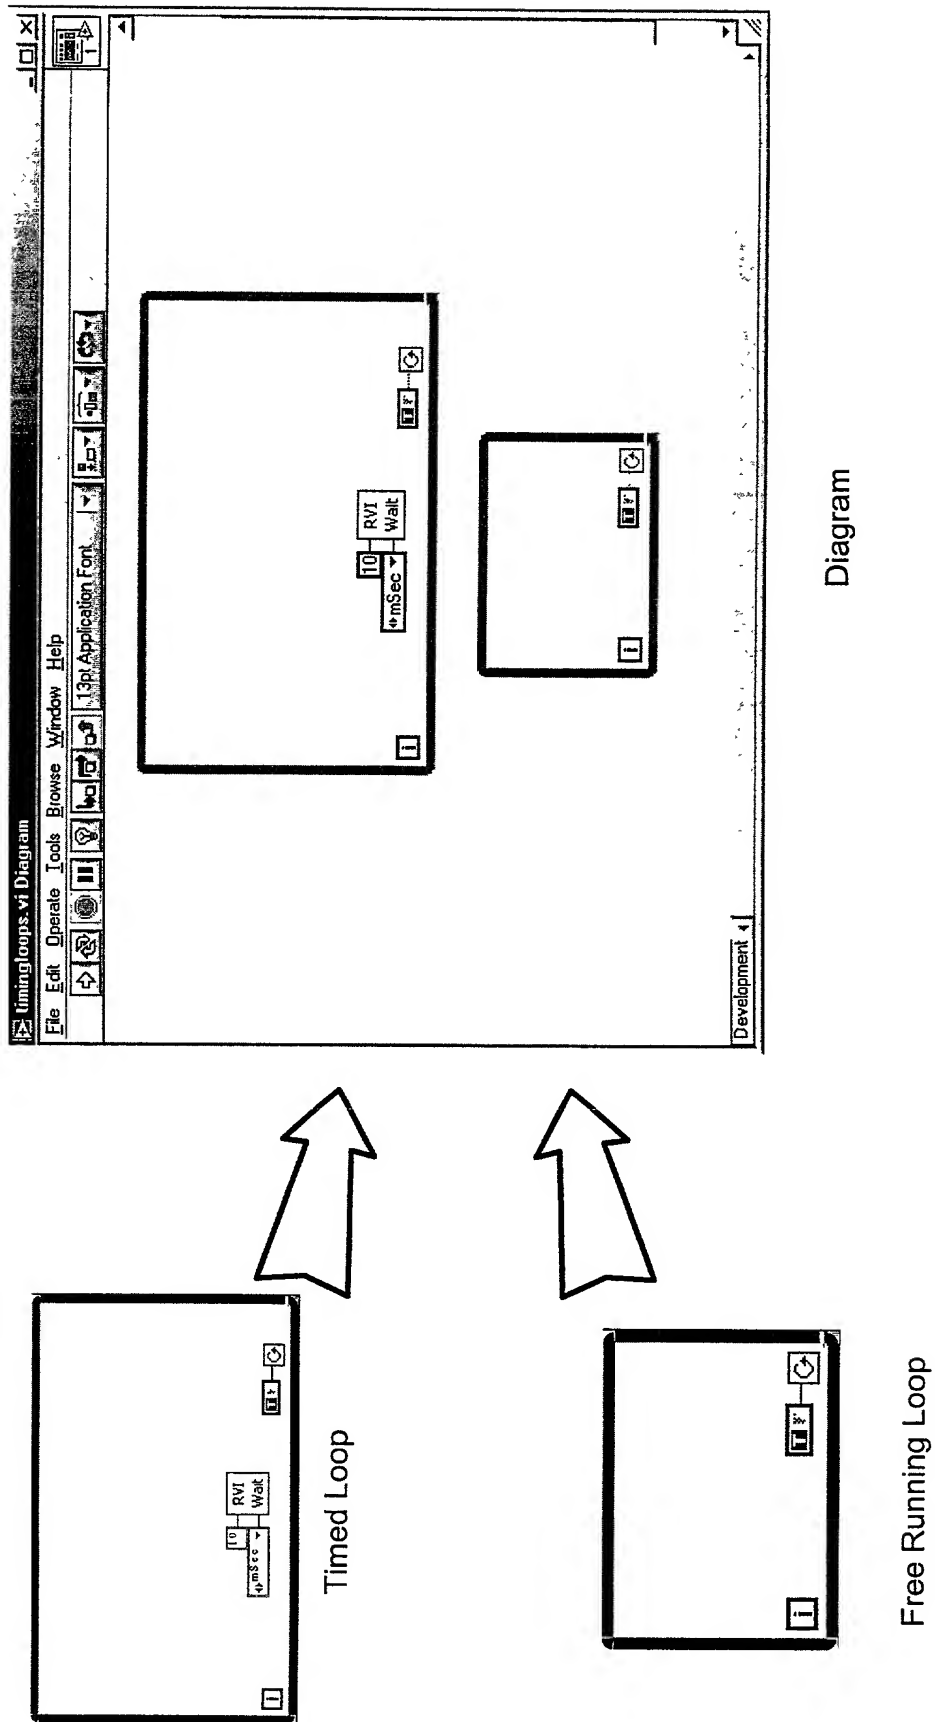 timingloops.vi Diagram
File Edit Operate Tools Browse Window Help
13pt Application Font
1
10
RVI
mSec
Wait
i
T
i
T
Development
Diagram
10
RVI
mSec
Wait
i
T
Timed Loop
i
T
Free Running Loop